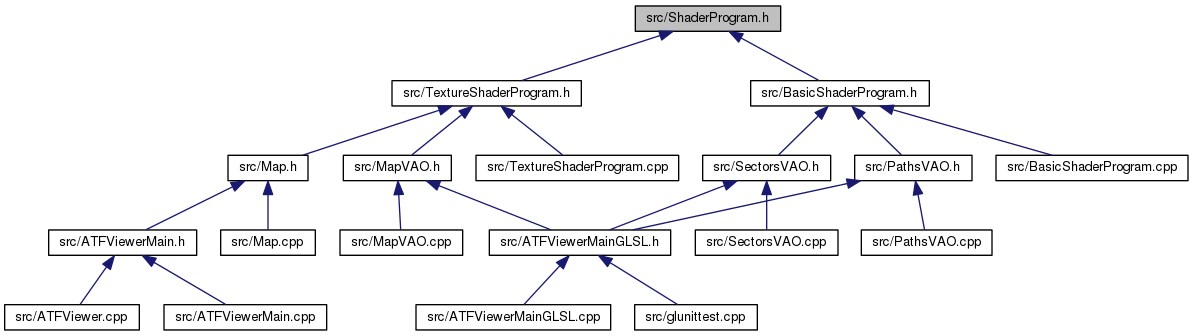 src/ShaderProgram.h
src/TextureShaderProgram.h
src/BasicShaderProgram.h
src/Map.h
src/MapVAO.h
src/TextureShaderProgram.cpp
src/SectorsVAO.h
src/PathsVAO.h
src/BasicShaderProgram.cpp
src/ATFViewerMain.h
src/Map.cpp
src/MapVAO.cpp
src/ATFViewerMainGLSL.h
src/SectorsVAO.cpp
src/PathsVAO.cpp
src/ATFViewer.cpp
src/ATFViewerMain.cpp
src/ATFViewerMainGLSL.cpp
src/glunittest.cpp